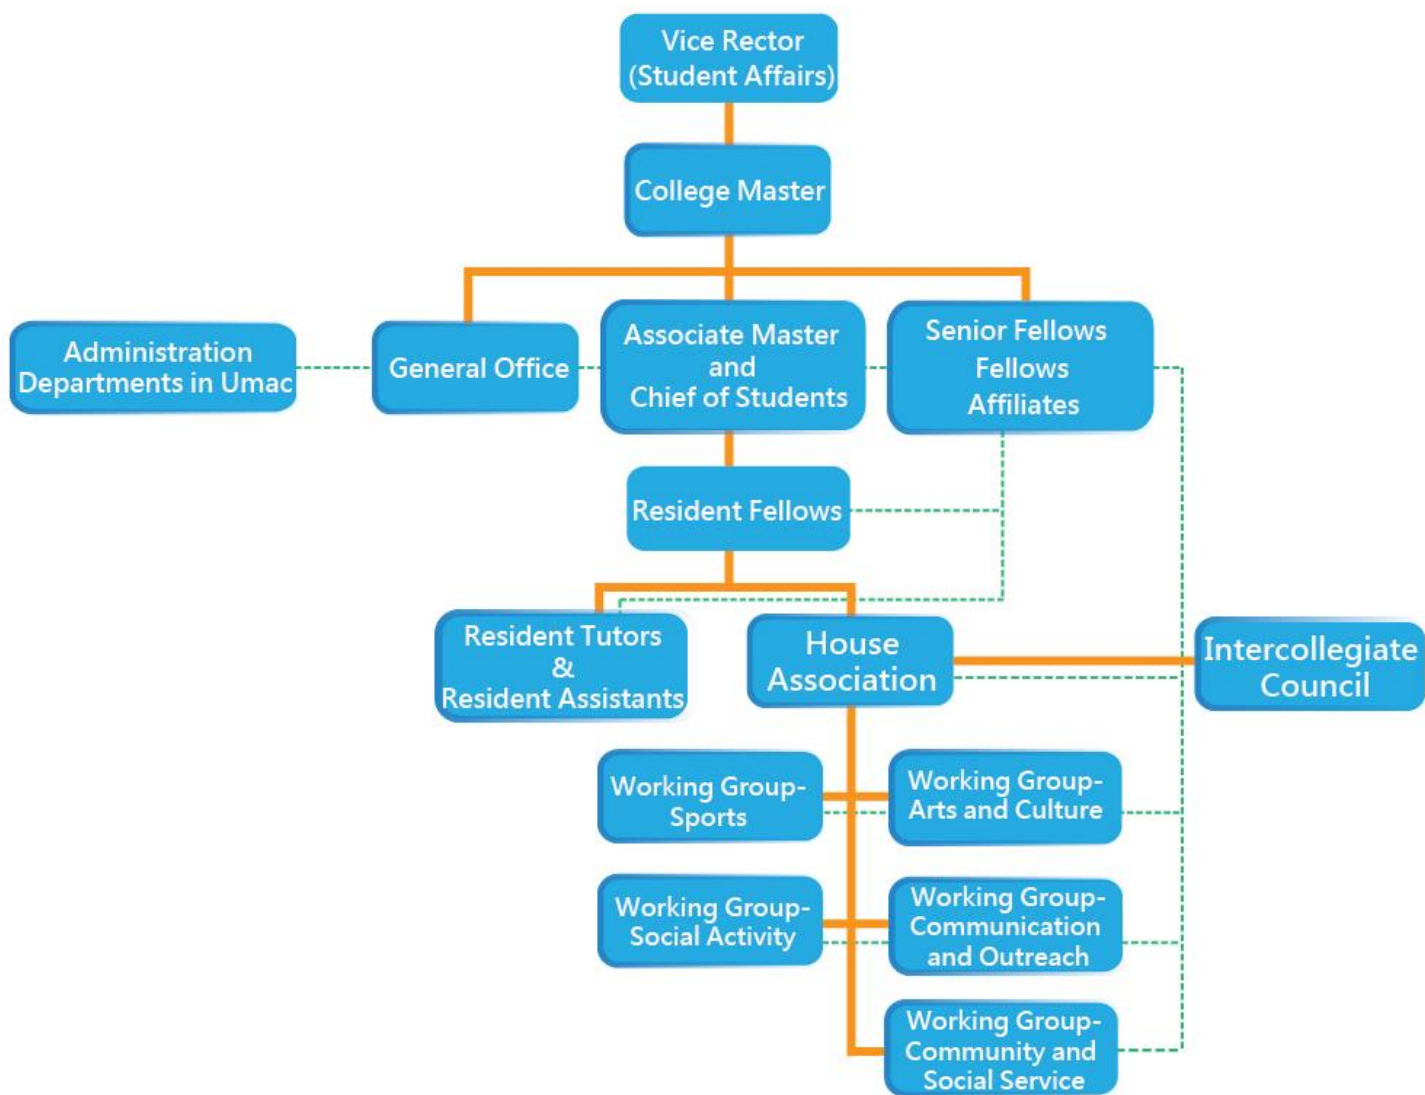 Vice Rector
(Student Affairs)
College Master
Administration
Departments in Umac
General Office
Associate Master
and
Chief of Students
Senior Fellows
Fellows
Affiliates
Resident Fellows
Resident Tutors
&
Resident Assistants
House
Association
Intercollegiate
Council
Working Group-
Sports
Working Group-
Arts and Culture
Working Group-
Social Activity
Working Group-
Communication
and Outreach
Working Group-
Community and
Social Service